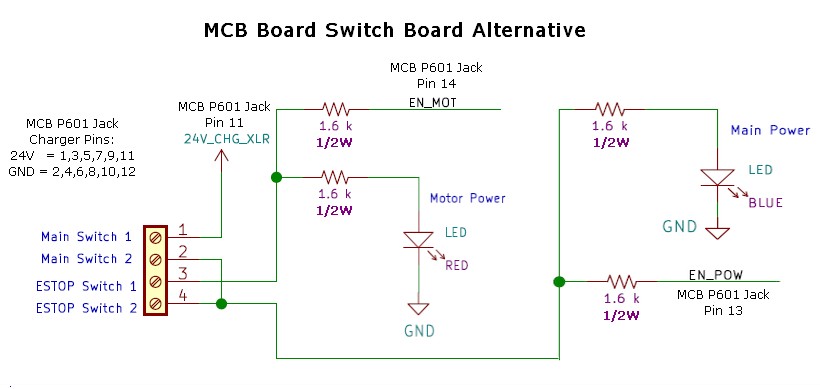 MCB Board Switch Board Alternative
MCB P601 Jack
Pin 14
EN_MOT
MCB P601 Jack
Pin 11
24V_CHG_XLR
MCB P601 Jack
Charger Pins:
24V = 1,3,5,7,9,11
GND = 2,4,6,8,10,12
1.6 k
1/2W
1.6 k
1/2W
Motor Power
LED
RED
GND
1.6 k
1/2W
Main Power
LED
BLUE
GND
Main Switch 1
Main Switch 2
ESTOP Switch 1
ESTOP Switch 2
1
2
3
4
EN_POW
1.6 k
1/2W
MCB P601 Jack
Pin 13